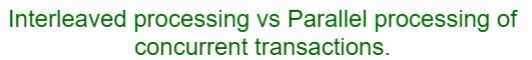 Interleaved processing vs Parallel processing of
concurrent transactions.